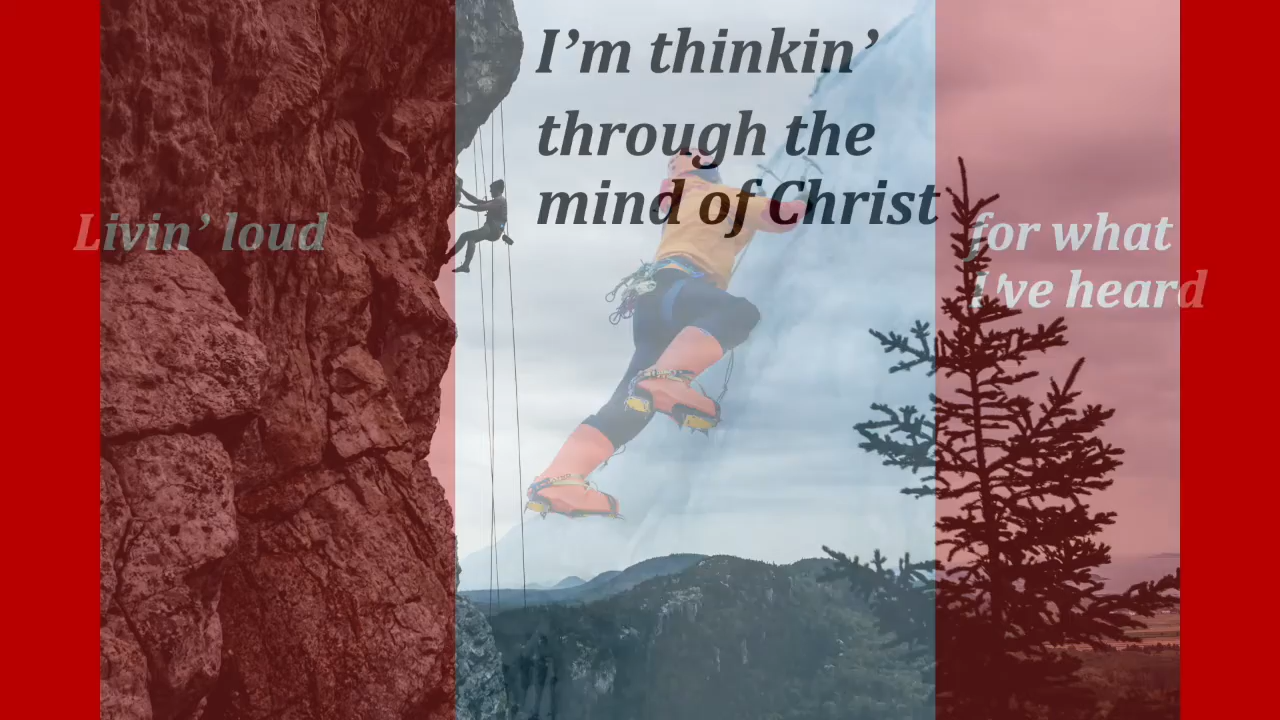 I’m thinkin’
through the
mind of Christ
Livin’ loud
for what
I've heard